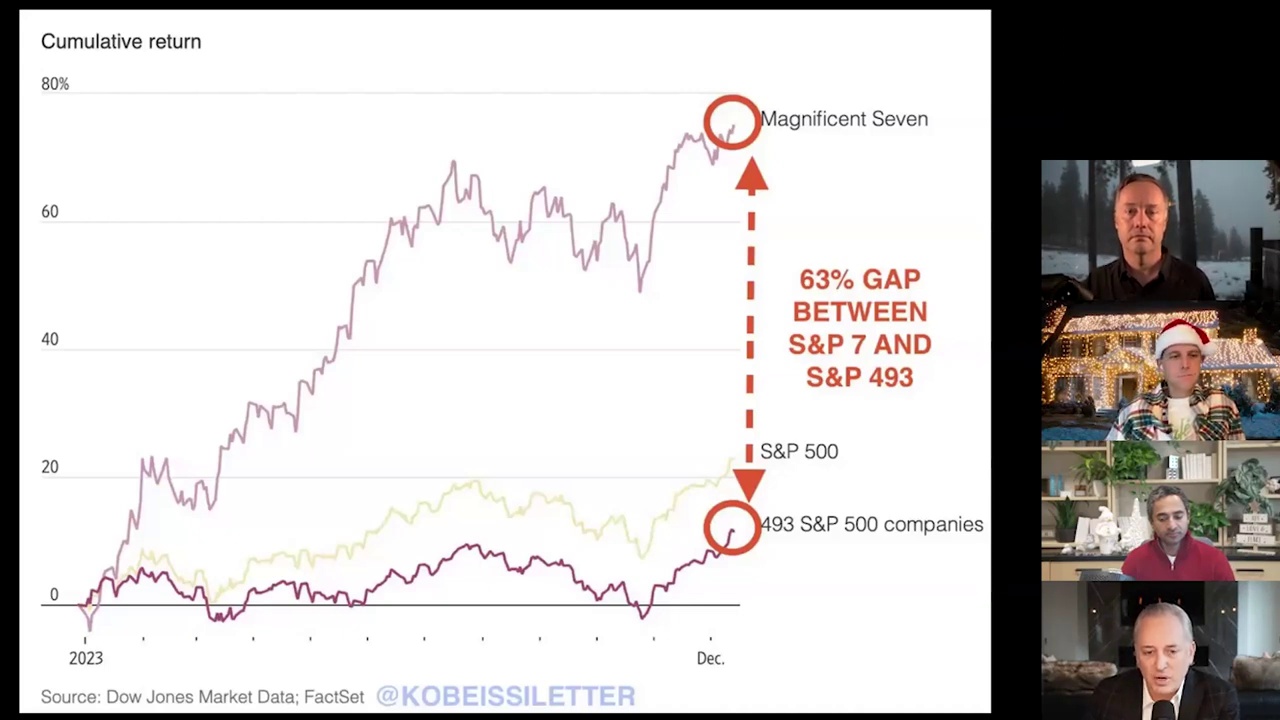 Cumulative return
80%
Magnificent Seven
60
63% GAP
BETWEEN
S&P 7 AND
S&P 493
40
S&P 500
20
493 S&P 500 companies
0
2023
Dec.
Source: Dow Jones Market Data; FactSet @KOBEISSILETTER